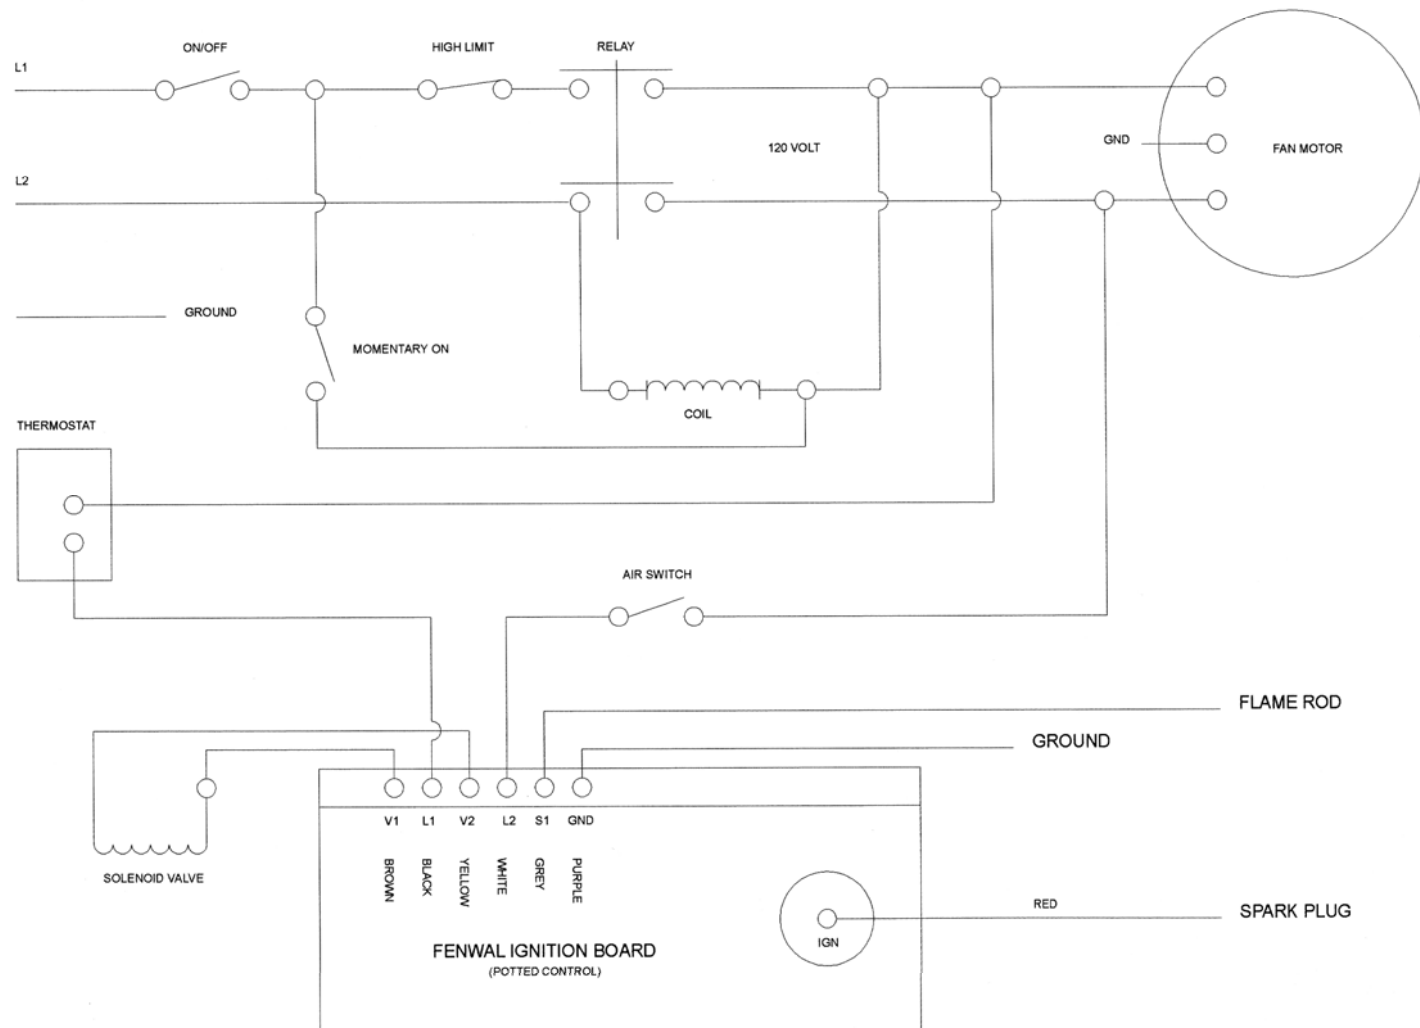 ON/OFF
HIGH LIMIT
RELAY
L1
120 VOLT
GND
FAN MOTOR
L2
GROUND
MOMENTARY ON
COIL
THERMOSTAT
AIR SWITCH
FLAME ROD
GROUND
V1 L1 V2 L2 S1 GND
BROWN BLACK YELLOW WHITE GREY PURPLE
SOLENOID VALVE
RED
SPARK PLUG
IGN
FENWAL IGNITION BOARD
(POTTED CONTROL)